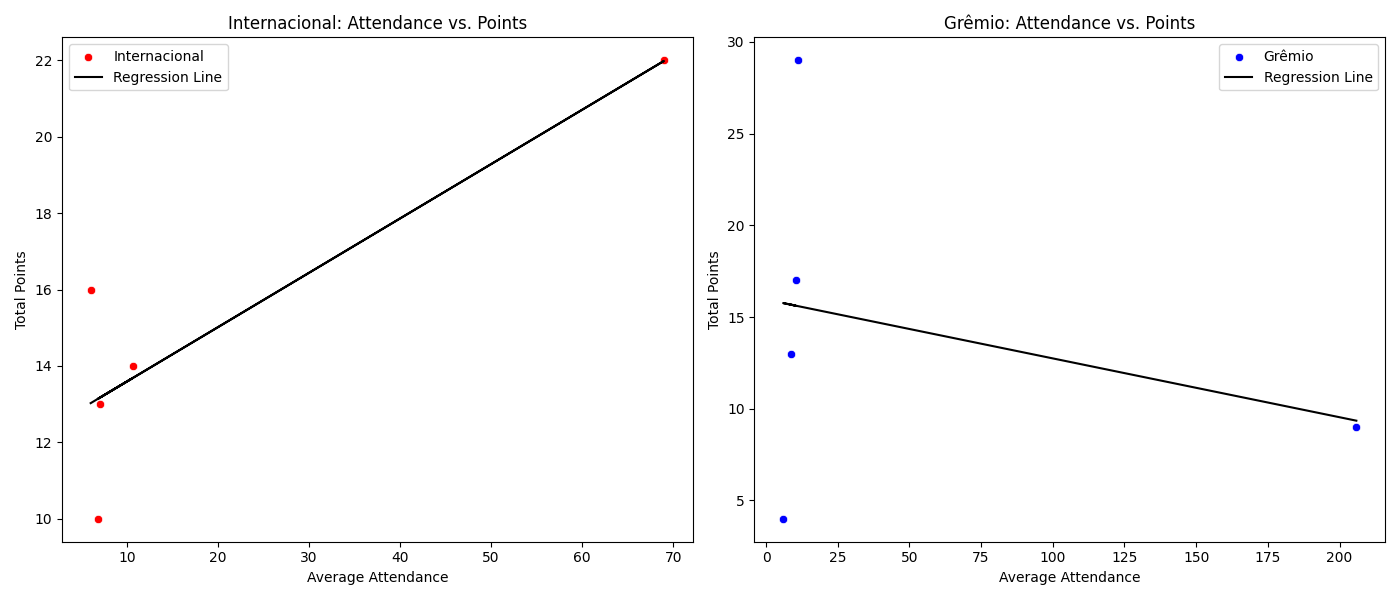 Internacional: Attendance vs. Points
Internacional
Regression Line
22
20
18
16
14
12
10
Total Points
10
20
30
40
50
60
70
Average Attendance
Grêmio: Attendance vs. Points
Grêmio
Regression Line
30
25
20
15
10
5
Total Points
0
25
50
75
100
125
150
175
200
Average Attendance